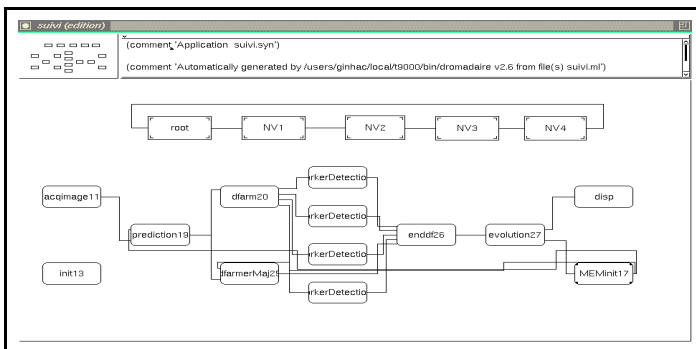 suivi (edition)
(comment 'Application suivi.syn')
(comment 'Automatically generated by /users/ginhac/local/t9000/bin/dromadaire v2.6 from file(s) suivi.ml')
root NV1 NV2 NV3 NV4
rkerDetectio
acqimage11 dfarm20 disp
rkerDetectio
prediction19 enddf26 evolution27
rkerDetectio
init13 dfarmerMaj25 MEMinit17
rkerDetectio